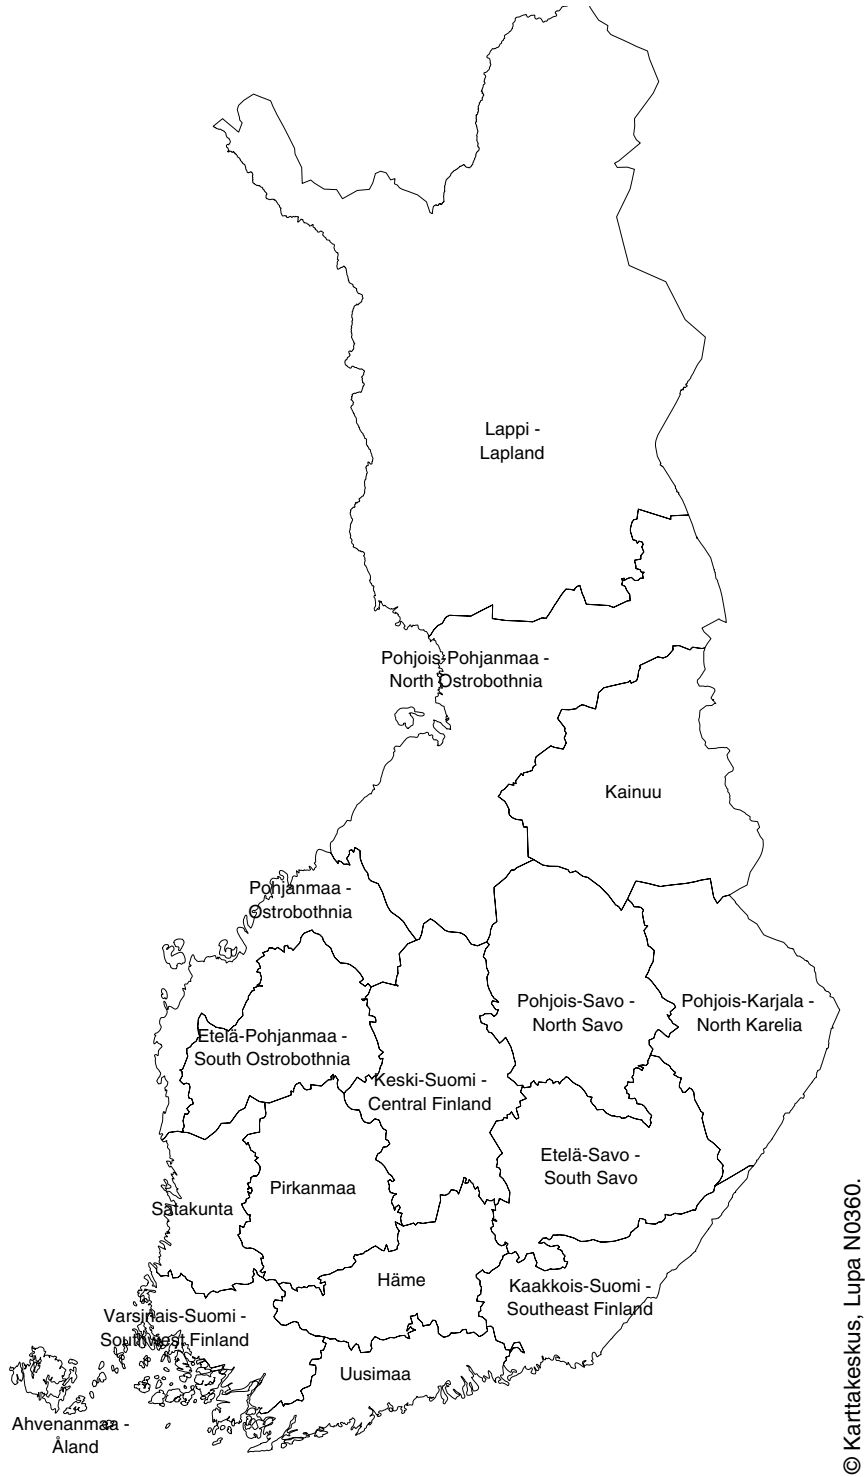 Lappi -
Lapland
Pohjois-Pohjanmaa -
North Ostrobothnia
Kainuu
Pohjanmaa -
Ostrobothnia
Pohjois-Savo -
North Savo
Pohjois-Karjala -
North Karelia
Etelä-Pohjanmaa -
South Ostrobothnia
Keski-Suomi -
Central Finland
Etelä-Savo -
South Savo
Pirkanmaa
Satakunta
Häme
Kaakkois-Suomi -
Southeast Finland
Varsinais-Suomi -
Southwest Finland
Uusimaa
Ahvenanmaa -
Åland
© Karttakeskus, Lupa N0360.